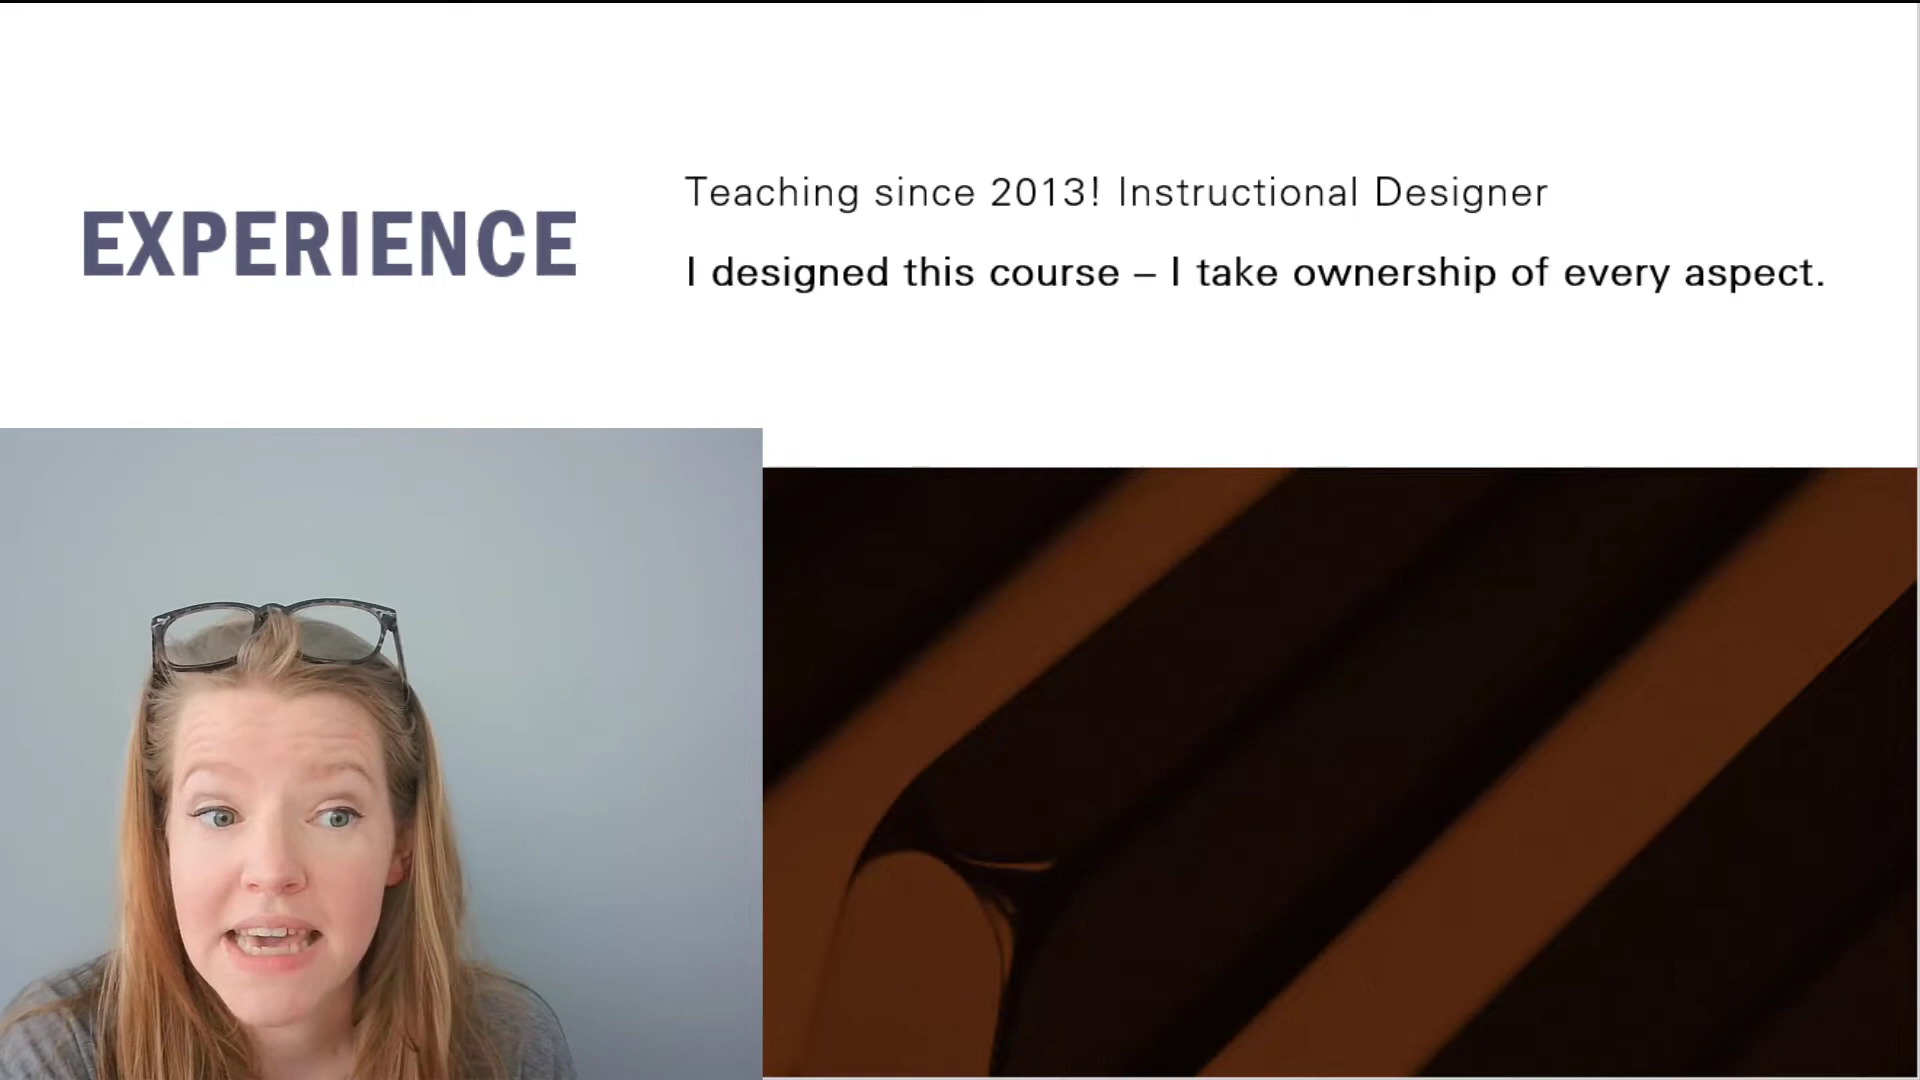 EXPERIENCE
Teaching since 2013! Instructional Designer
I designed this course – I take ownership of every aspect.